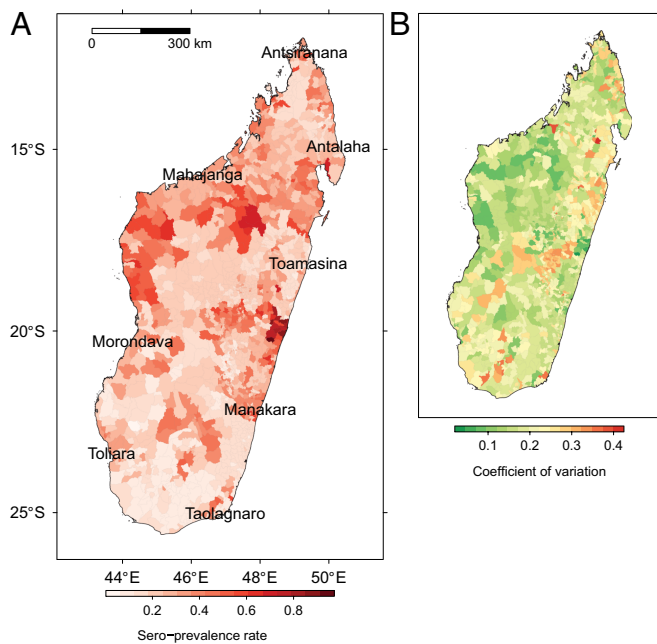 A
B
0 300 km
Antsiranana
Antalaha
15°S
Mahajanga
Toamasina
20°S
Morondava
Manakara
Toliara
25°S
Taolagnaro
44°E 46°E 48°E 50°E
0.2 0.4 0.6 0.8
Sero−prevalence rate
0.1 0.2 0.3 0.4
Coefficient of variation